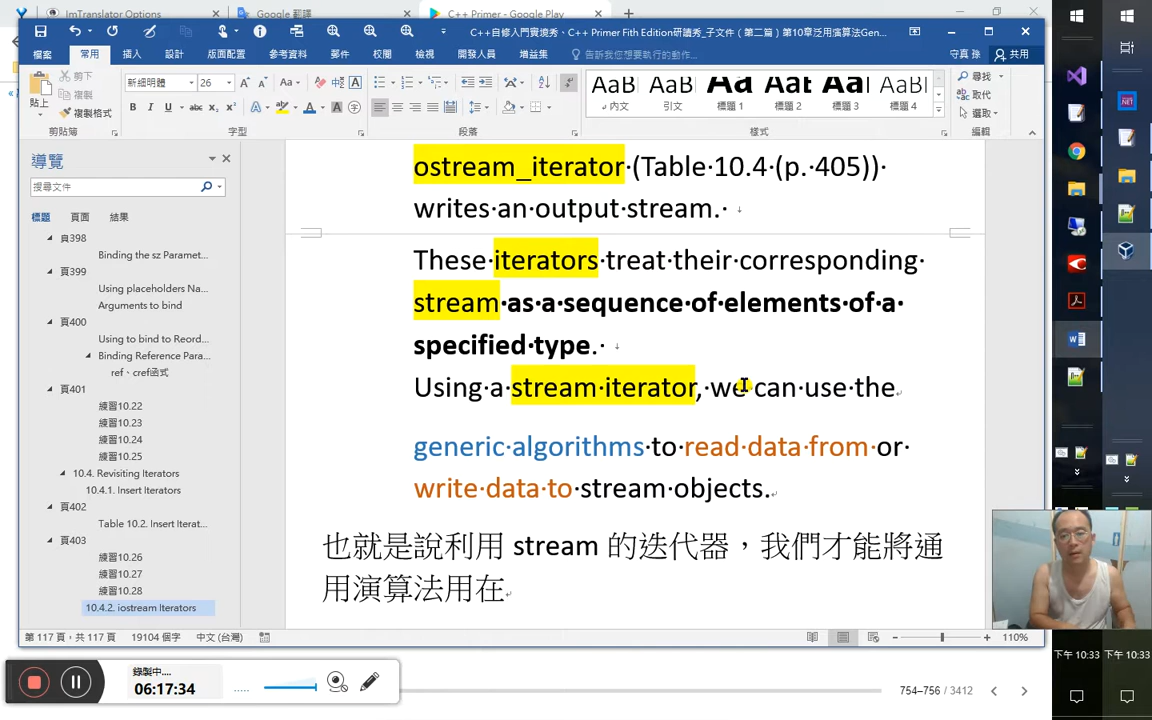 ImTranslator Options
Google 翻譯
C++ Primer - Google Play
C++自修入門實境秀、C++ Primer Fith Edition研讀秀_子文件（第二篇）第10章泛用演算法Gen...
檔案 常用 插入 設計 版面配置 參考資料 郵件 校閱 檢視 開發人員 增益集 告訴我您想要執行的動作... 守真 孫 共用
貼上 剪下 複製 複製格式
新細明體 26
AaB AaB Aa Aat AaB AaBl
內文 引文 標題 1 標題 2 標題 3 標題 4
尋找 取代 選取
剪貼簿 字型 段落 樣式 編輯
導覽
搜尋文件
標題 頁面 結果
頁398
Binding the sz Paramet...
頁399
Using placeholders Na...
Arguments to bind
頁400
Using to bind to Reord...
Binding Reference Para...
ref、cref函式
頁401
練習10.22
練習10.23
練習10.24
練習10.25
10.4. Revisiting Iterators
10.4.1. Insert Iterators
頁402
Table 10.2. Insert Iterat...
頁403
練習10.26
練習10.27
練習10.28
10.4.2. iostream Iterators
ostream_iterator (Table 10.4 (p. 405))
writes an output stream.
These iterators treat their corresponding
stream as a sequence of elements of a
specified type.
Using a stream iterator, we can use the
generic algorithms to read data from or
write data to stream objects.
也就是說利用 stream 的迭代器，我們才能將通
用演算法用在
第 117 頁，共 117 頁 19104 個字 中文 (台灣) 110%
錄製中...
06:17:34
754–756 / 3412
下午 10:33 下午 10:33